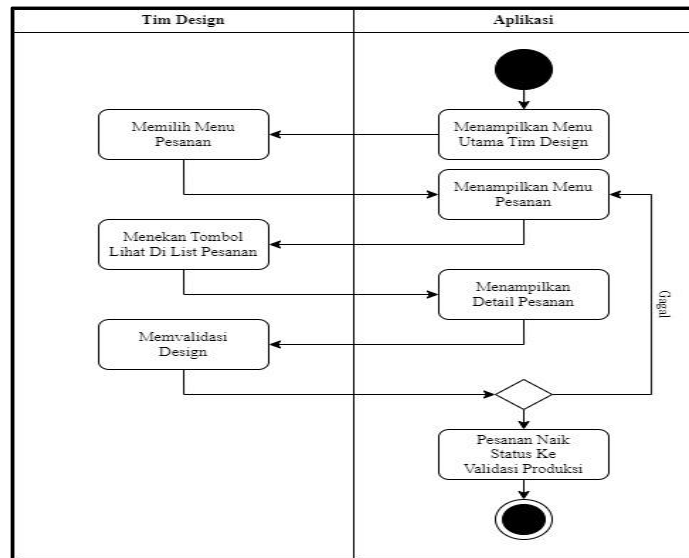 Tim Design
Aplikasi
Menampilkan Menu
Utama Tim Design
Memilih Menu
Pesanan
Menampilkan Menu
Pesanan
Menekan Tombol
Lihat Di List Pesanan
Menampilkan
Detail Pesanan
Memvalidasi
Design
Gagal
Pesanan Naik
Status Ke
Validasi Produksi